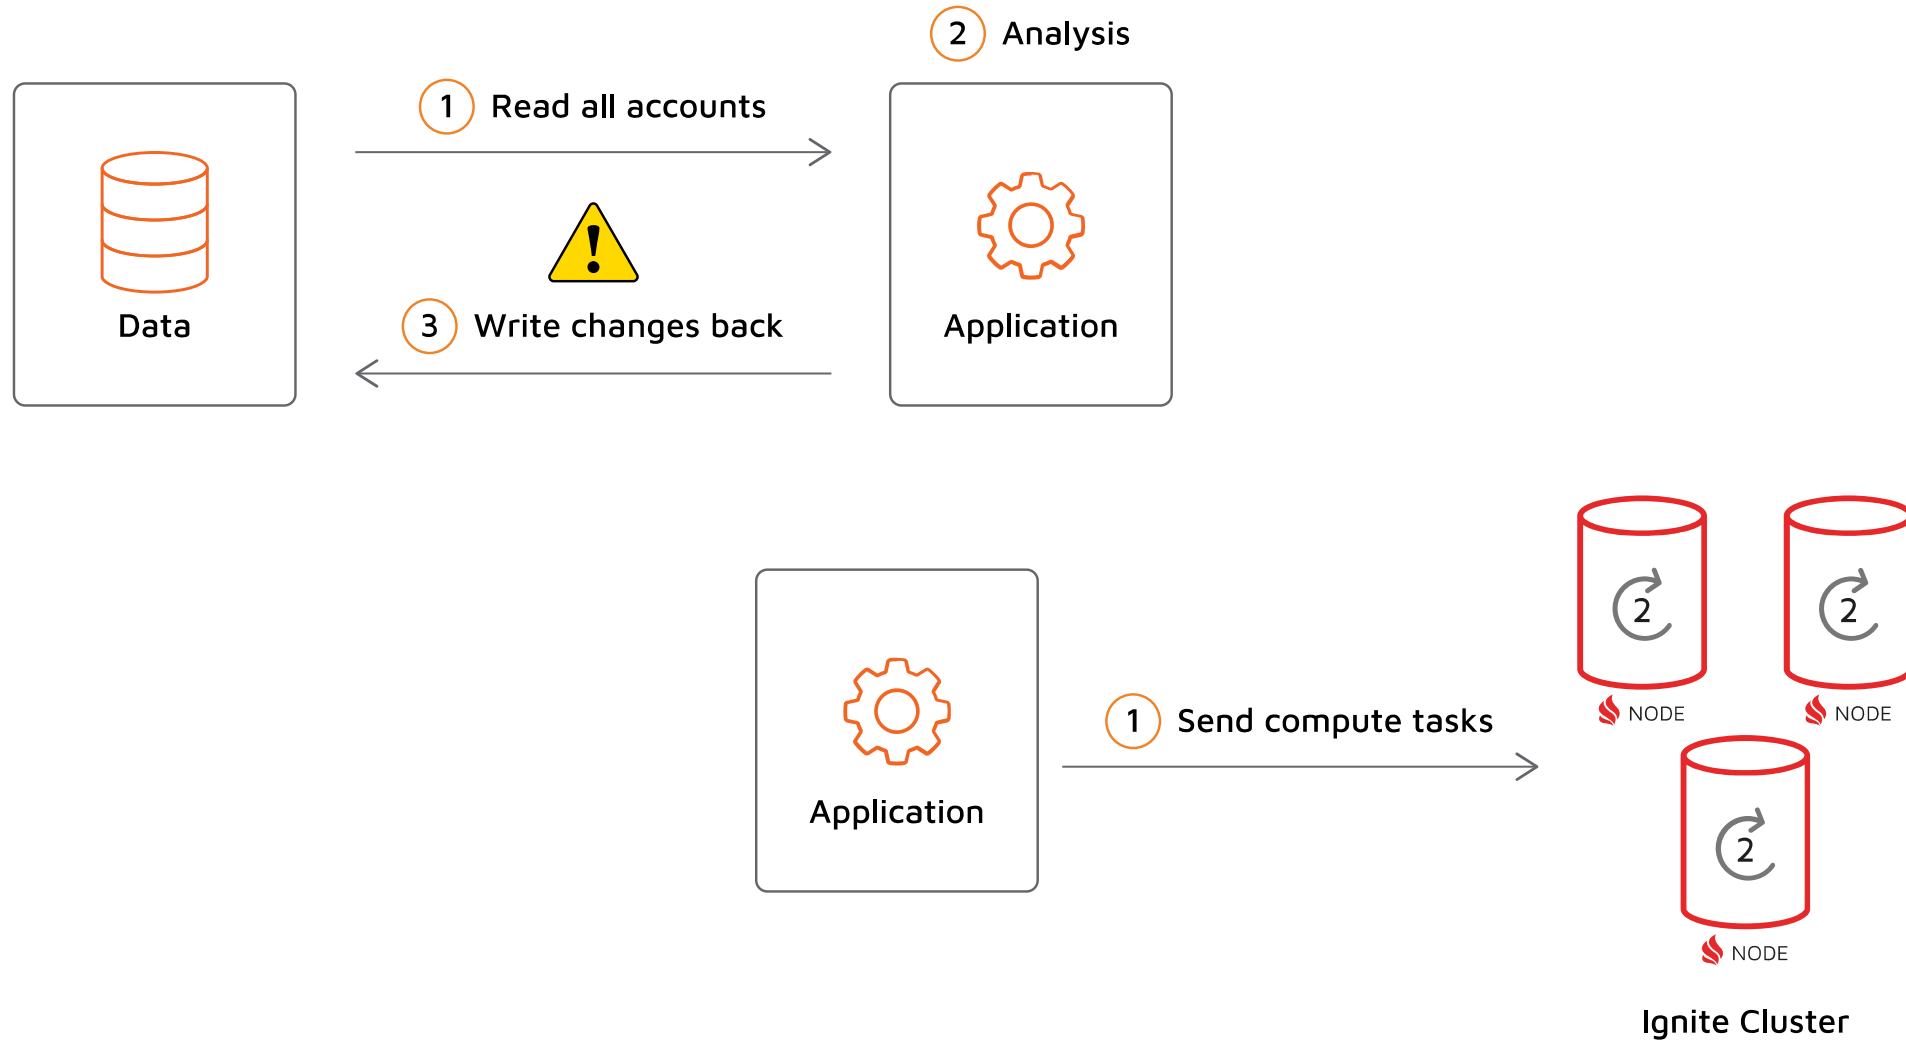 2 Analysis
1 Read all accounts
3 Write changes back
Data
Application
2
2
NODE
NODE
1 Send compute tasks
Application
2
NODE
Ignite Cluster